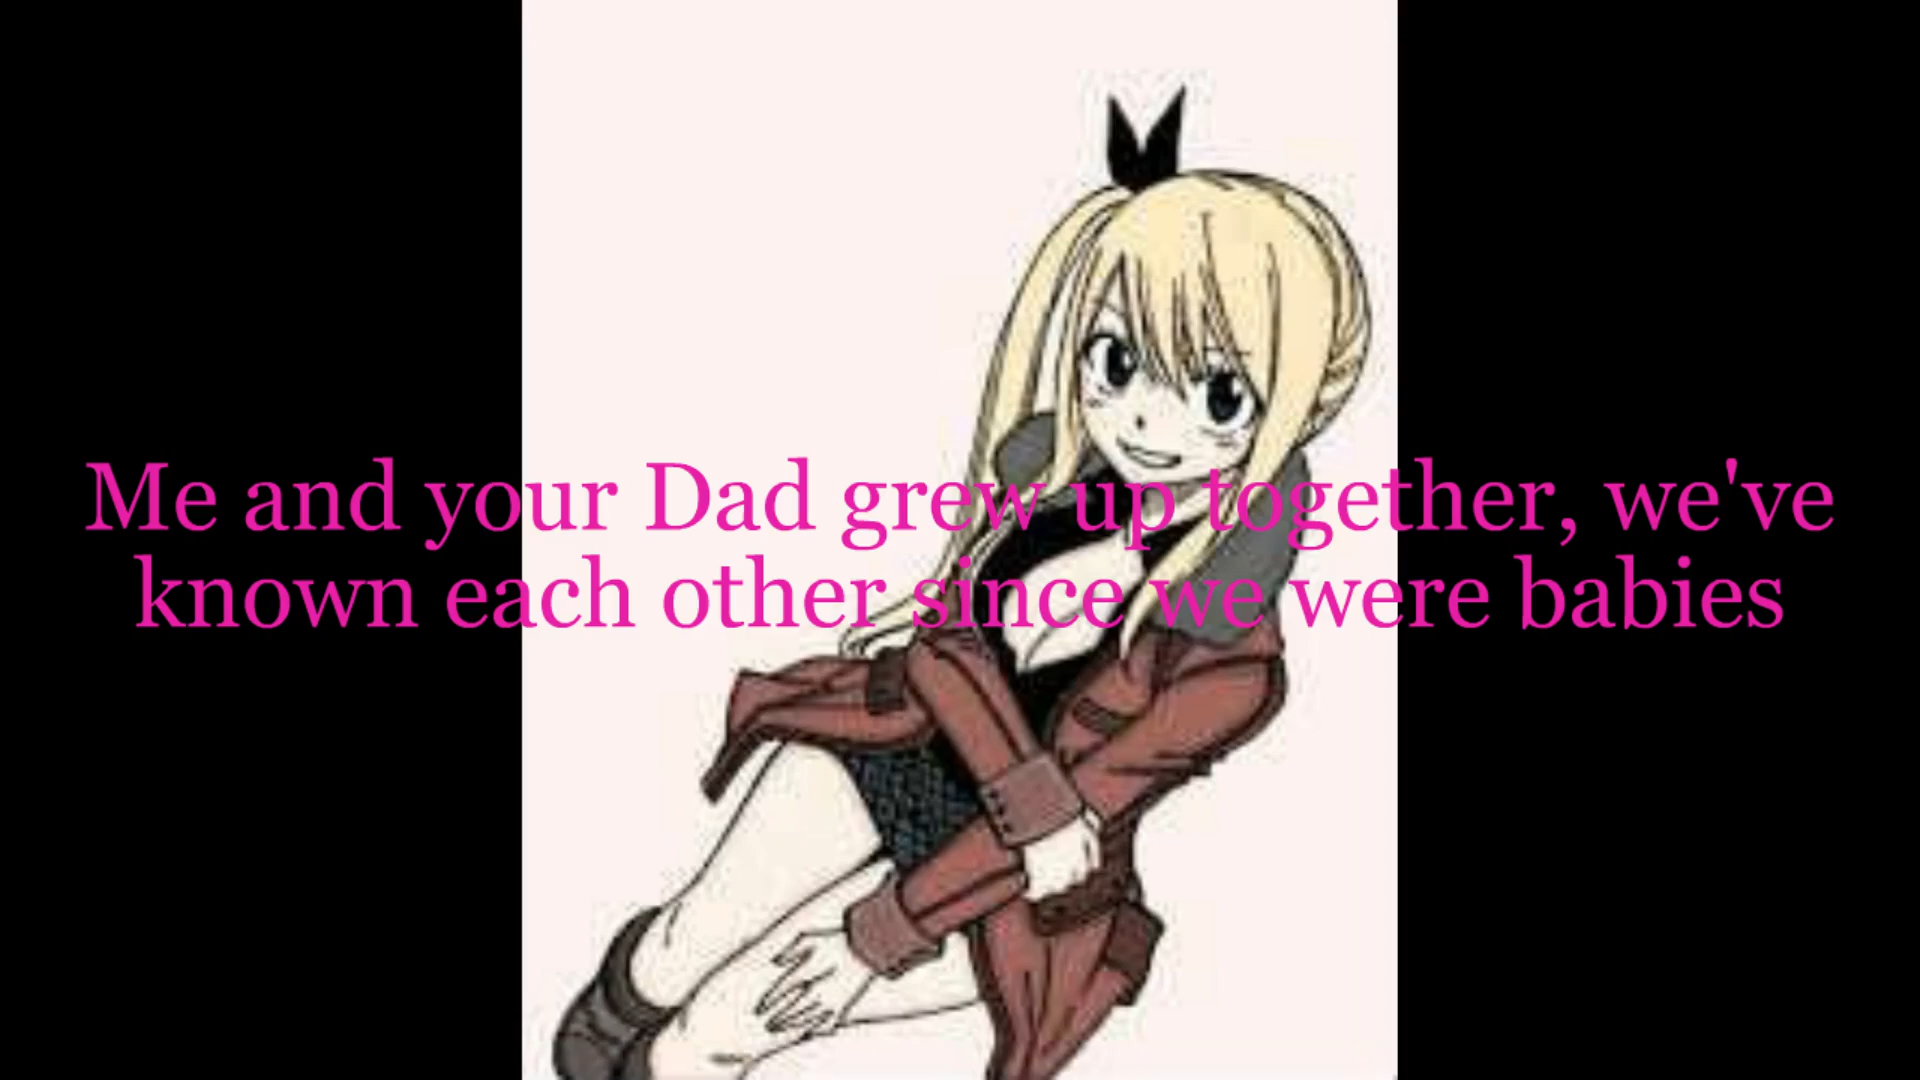 Me and your Dad grew up together, we've
known each other since we were babies